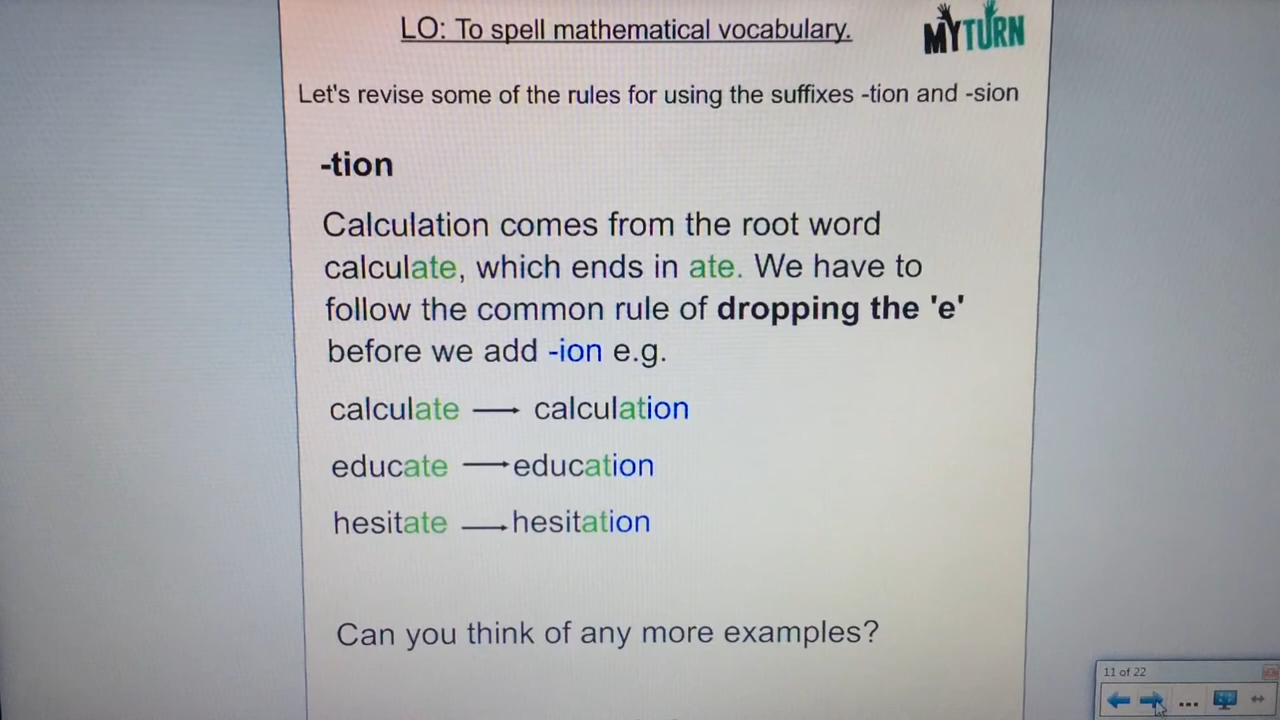 LO: To spell mathematical vocabulary.
MYTURN
Let's revise some of the rules for using the suffixes -tion and -sion
-tion
Calculation comes from the root word
calculate, which ends in ate. We have to
follow the common rule of dropping the 'e'
before we add -ion e.g.
calculate → calculation
educate → education
hesitate → hesitation
Can you think of any more examples?
11 of 22